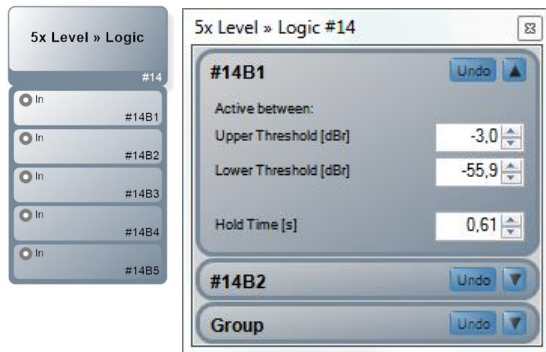 5x Level » Logic
#14
In
#14B1
In
#14B2
In
#14B3
In
#14B4
In
#14B5
5x Level » Logic #14
#14B1 Undo
Active between:
Upper Threshold [dBr] -3,0
Lower Threshold [dBr] -55,9
Hold Time [s] 0,61
#14B2 Undo
Group Undo